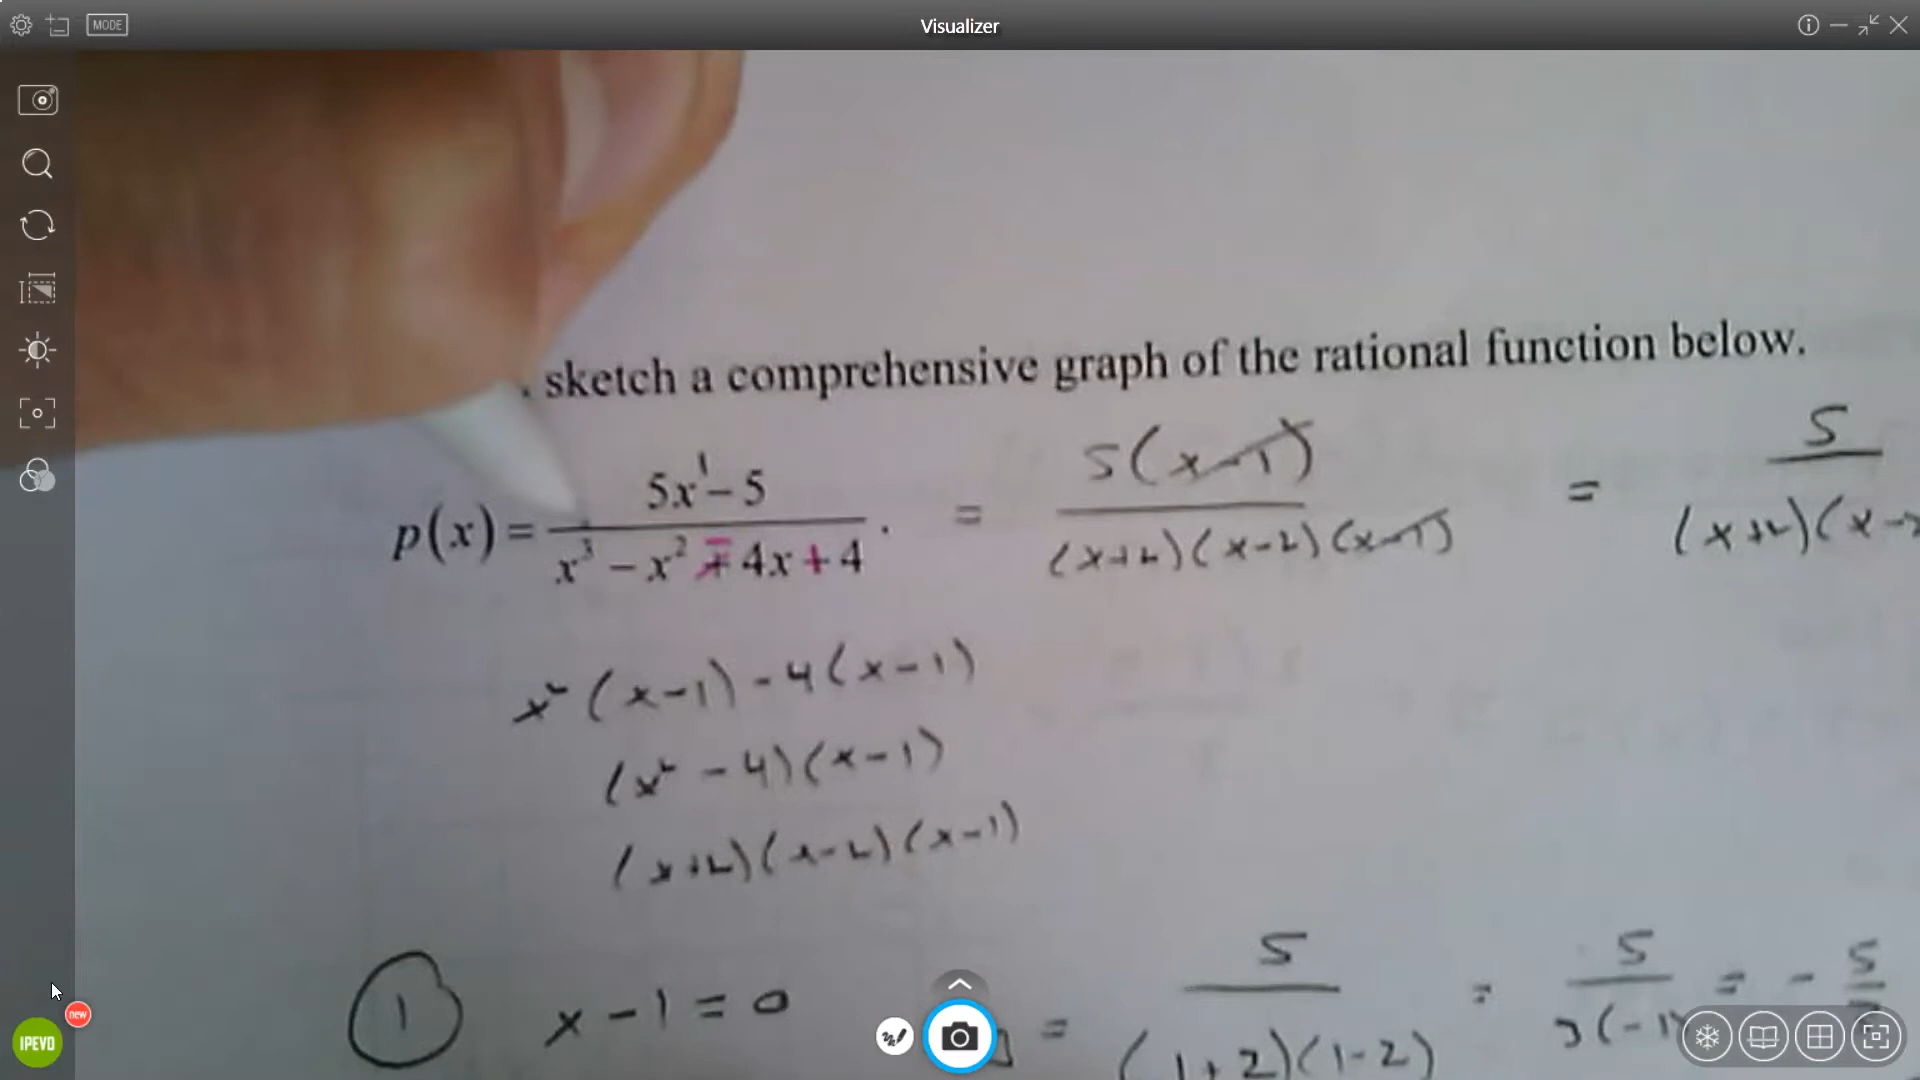 MODE
Visualizer
. sketch a comprehensive graph of the rational function below.
p(x) = 5x¹ - 5 / x³ - x² - 4x + 4 . = 5(x-1) / (x+2)(x-2)(x-1) = 5 / (x+2)(x-
x²(x-1) - 4(x-1)
(x² - 4)(x-1)
(x+2)(x-2)(x-1)
1 x - 1 = 0 = 5 / (1+2)(1-2) = 5 / 3(-1) = - 5
new
IPEVO